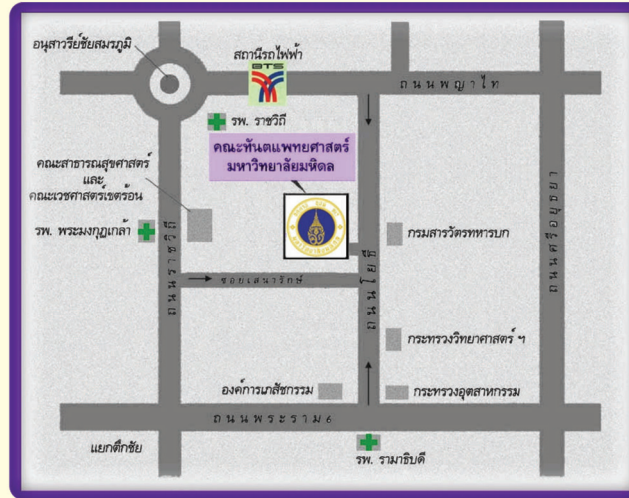 อนุสาวรีย์ชัยสมรภูมิ
สถานีรถไฟฟ้า
BTS
ถนนพญาไท
รพ. ราชวิถี
คณะทันตแพทยศาสตร์
มหาวิทยาลัยมหิดล
คณะสาธารณสุขศาสตร์
และ
คณะเวชศาสตร์เขตร้อน
รพ. พระมงกุฎเกล้า
ถนนราชวิถี
กรมสารวัตรทหารบก
ถนนโยธี
ถนนศรีอยุธยา
ซอยเสนารักษ์
กระทรวงวิทยาศาสตร์ ฯ
องค์การเภสัชกรรม
กระทรวงอุตสาหกรรม
ถนนพระราม6
แยกตึกชัย
รพ. รามาธิบดี